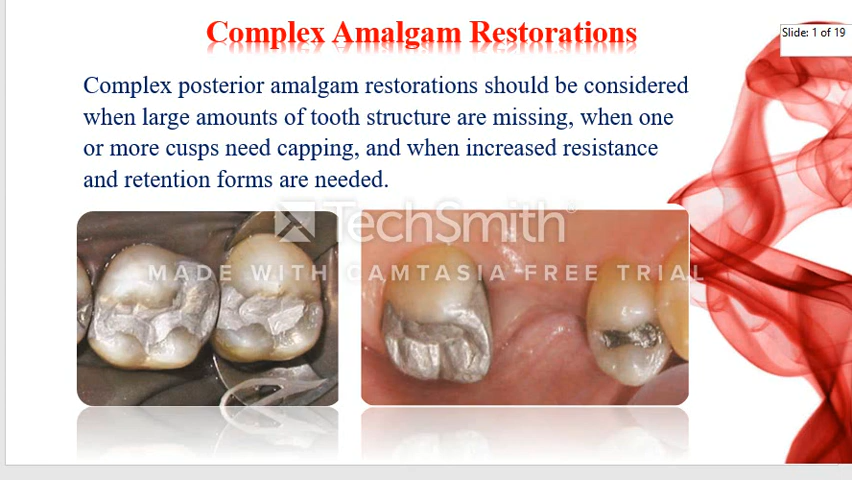 Complex Amalgam Restorations
Slide: 1 of 19
Complex posterior amalgam restorations should be considered
when large amounts of tooth structure are missing, when one
or more cusps need capping, and when increased resistance
and retention forms are needed.
TechSmith®
MADE WITH CAMTASIA FREE TRIAL